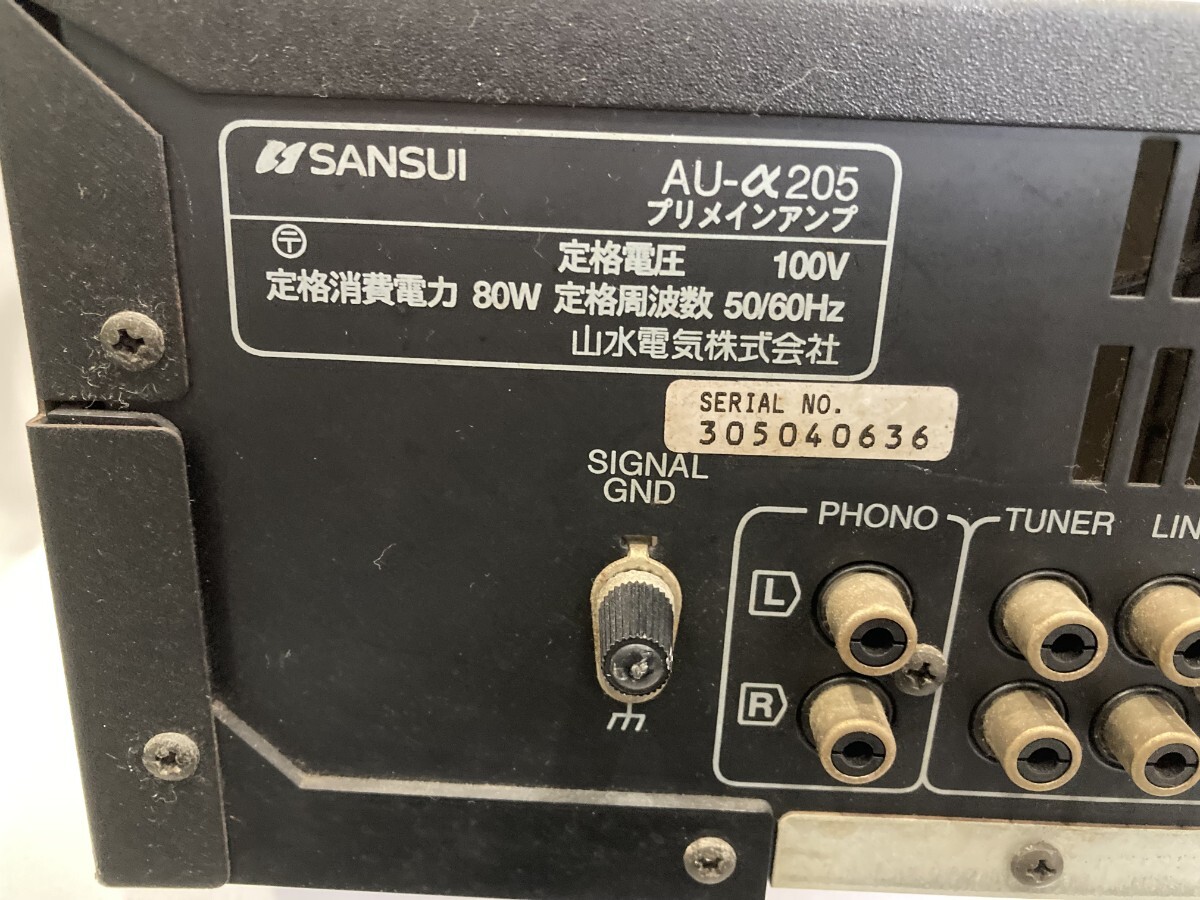 SANSUI
AU-α205
プリメインアンプ
〒
定格電圧 100V
定格消費電力 80W 定格周波数 50/60Hz
山水電気株式会社
SERIAL NO.
305040636
SIGNAL
GND
PHONO
TUNER
LIN
L
R